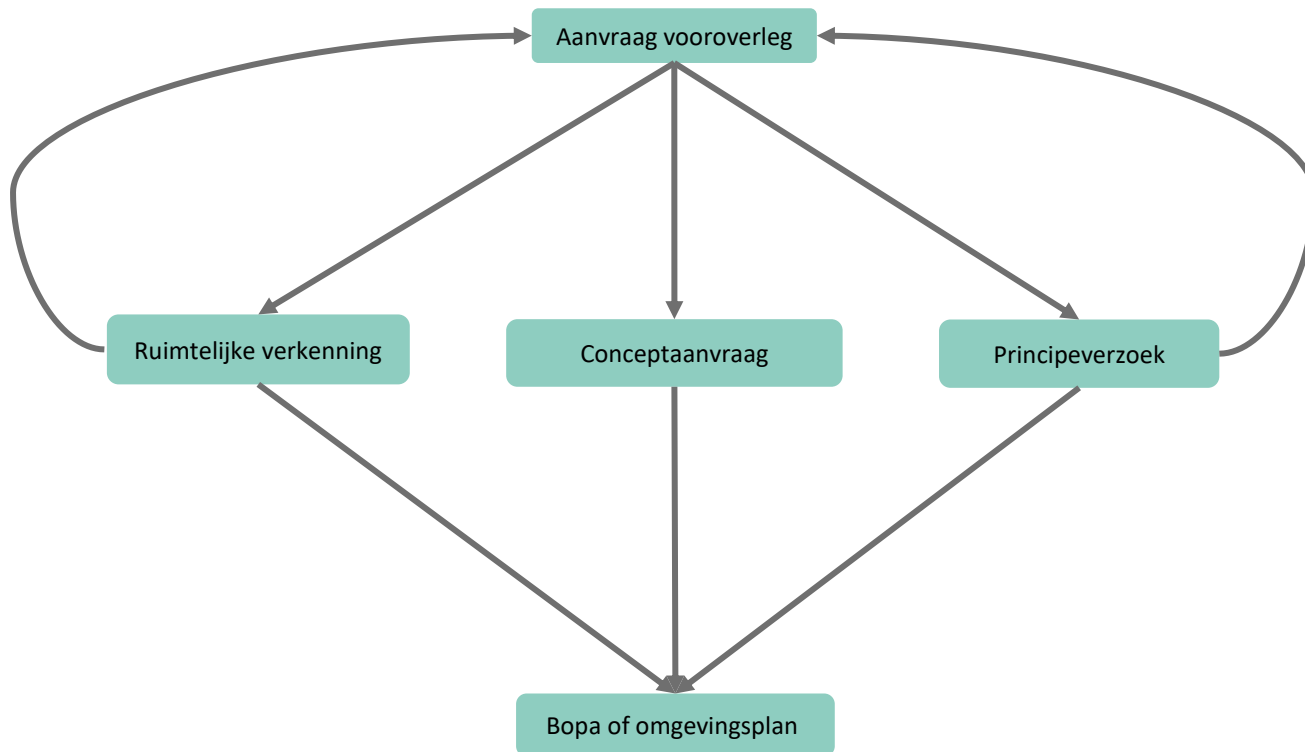 Aanvraag vooroverleg
Ruimtelijke verkenning
Conceptaanvraag
Principeverzoek
Bopa of omgevingsplan